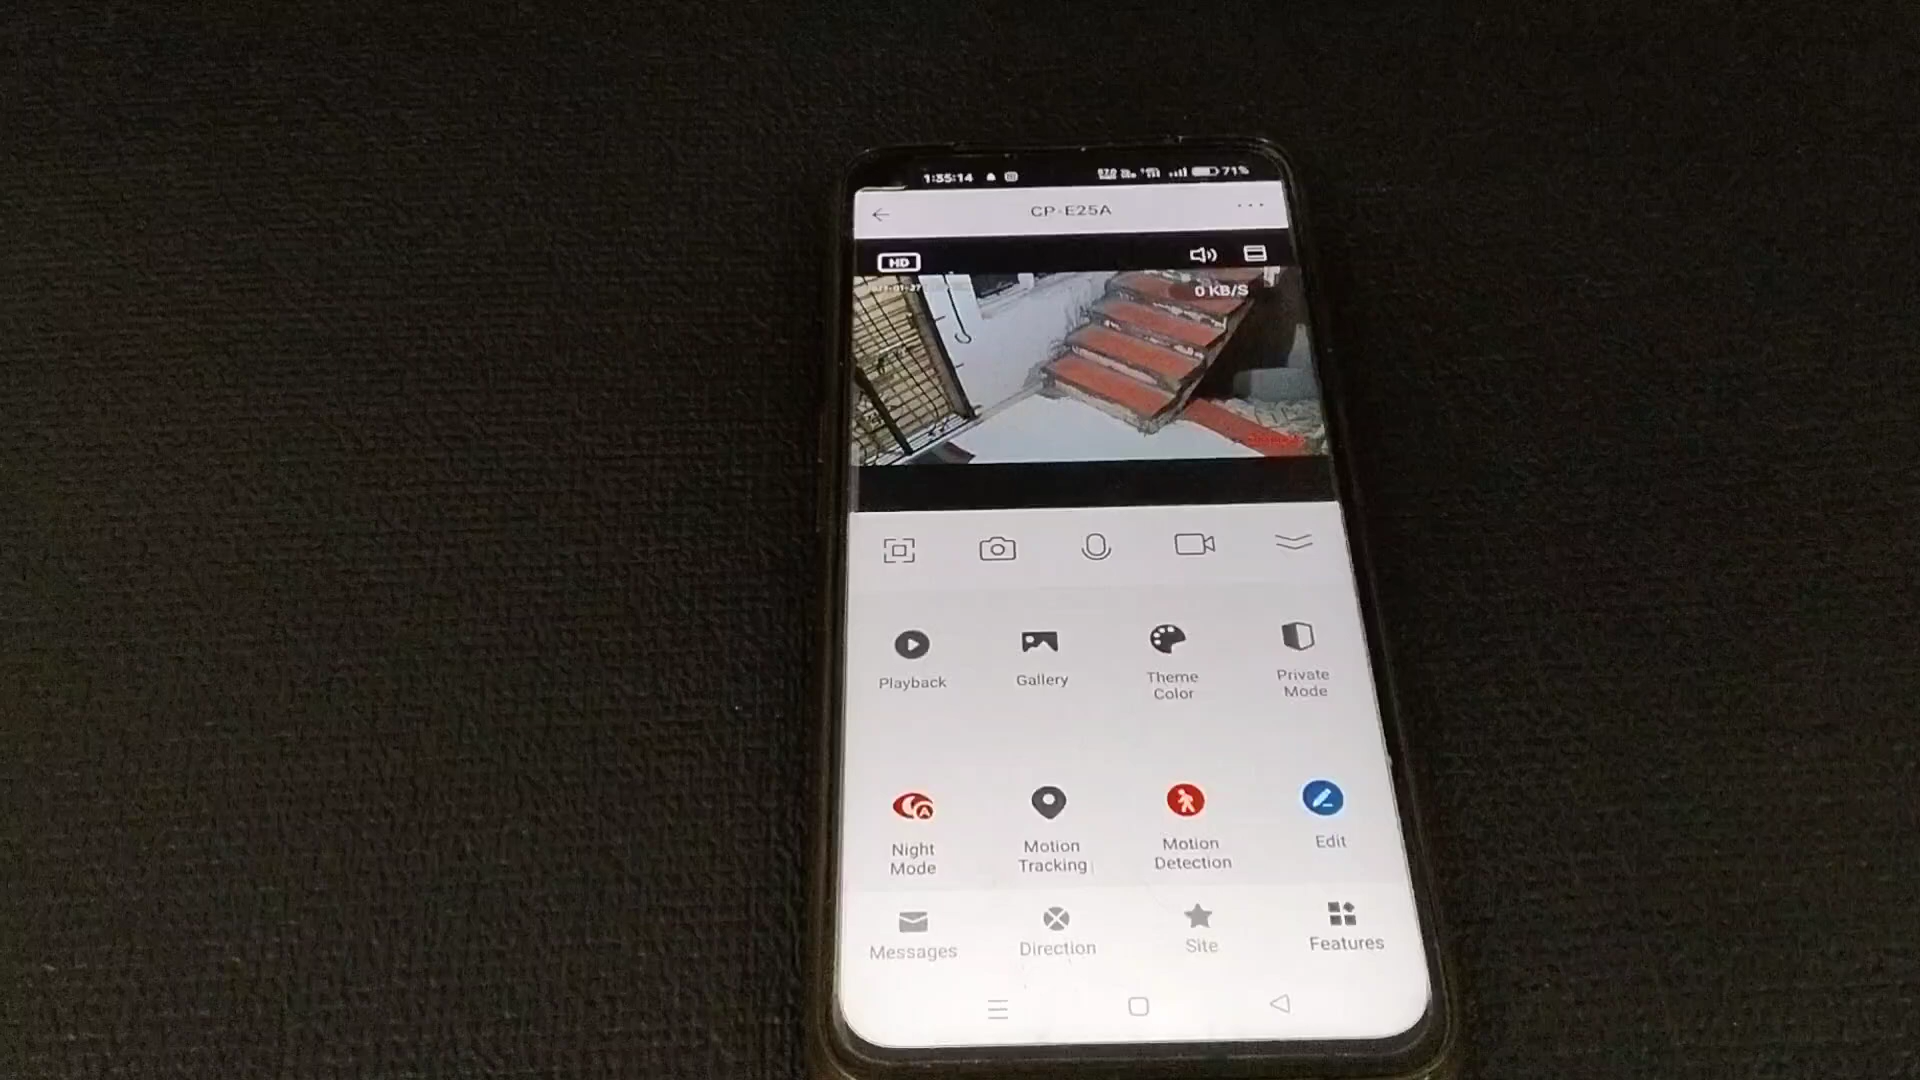 1:35:14 71%
CP-E25A
HD
0 KB/S
Playback Gallery Theme Color Private Mode
Night Mode Motion Tracking Motion Detection Edit
Messages Direction Site Features